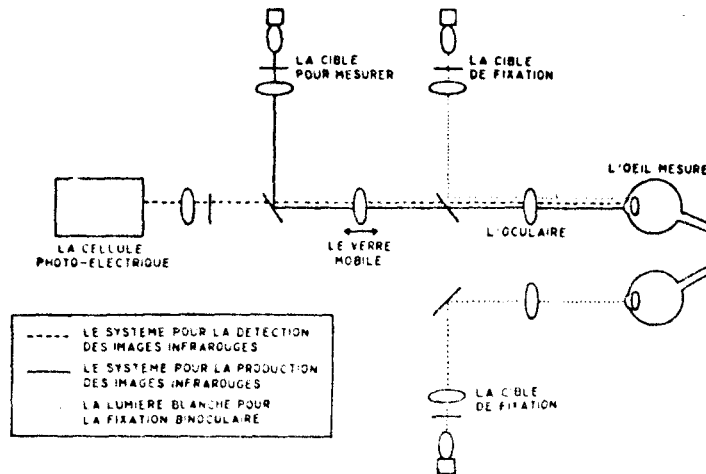 LA CIBLE
POUR MESURER
LA CIBLE
DE FIXATION
L'OEIL MESURE
LA CELLULE
PHOTO-ELECTRIQUE
LE VERRE
MOBILE
L'OCULAIRE
LE SYSTEME POUR LA DETECTION
DES IMAGES INFRAROUGES
LE SYSTEME POUR LA PRODUCTION
DES IMAGES INFRAROUGES
LA LUMIERE BLANCHE POUR
LA FIXATION BINOCULAIRE
LA CIBLE
DE FIXATION